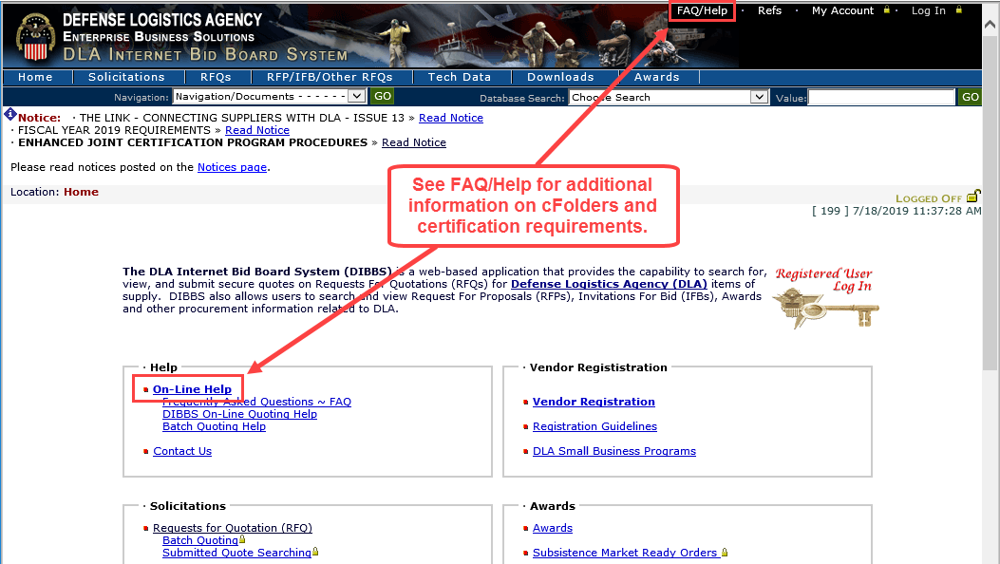 FAQ/Help · Refs · My Account · Log In
DEFENSE LOGISTICS AGENCY
ENTERPRISE BUSINESS SOLUTIONS
DLA INTERNET BID BOARD SYSTEM
Home Solicitations RFQs RFP/IFB/Other RFQs Tech Data Downloads Awards
Navigation: Navigation/Documents - - - - - - GO Database Search: Choose Search Value: GO
Notice: · THE LINK - CONNECTING SUPPLIERS WITH DLA - ISSUE 13 » Read Notice
· FISCAL YEAR 2019 REQUIREMENTS » Read Notice
· ENHANCED JOINT CERTIFICATION PROGRAM PROCEDURES » Read Notice
Please read notices posted on the Notices page.
Location: Home
LOGGED OFF
[ 199 ] 7/18/2019 11:37:28 AM
See FAQ/Help for additional
information on cFolders and
certification requirements.
The DLA Internet Bid Board System (DIBBS) is a web-based application that provides the capability to search for,
view, and submit secure quotes on Requests For Quotations (RFQs) for Defense Logistics Agency (DLA) items of
supply. DIBBS also allows users to search and view Request For Proposals (RFPs), Invitations For Bid (IFBs), Awards
and other procurement information related to DLA.
Registered User
Log In
· Help
On-Line Help
Frequently Asked Questions ~ FAQ
DIBBS On-Line Quoting Help
Batch Quoting Help
Contact Us
· Vendor Regististration
Vendor Registration
Registration Guidelines
DLA Small Business Programs
· Solicitations
Requests for Quotation (RFQ)
Batch Quoting
Submitted Quote Searching
· Awards
Awards
Subsistence Market Ready Orders